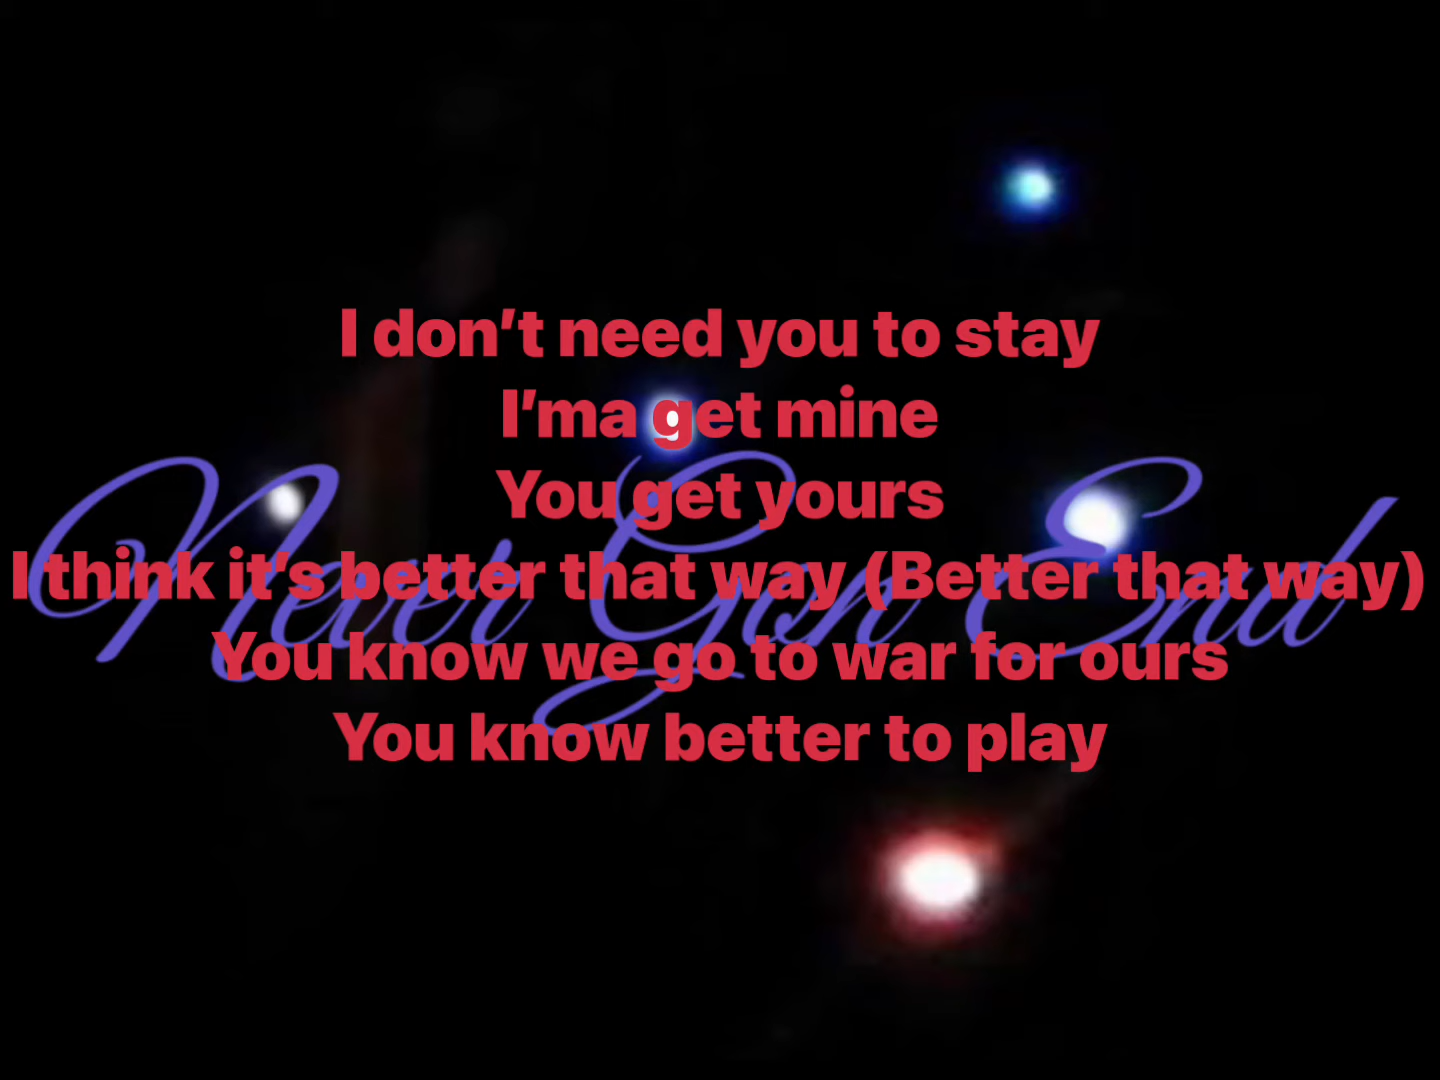 I don’t need you to stay
I’ma get mine
You get yours
I think it’s better that way (Better that way)
You know we go to war for ours
You know better to play
Never Gon End